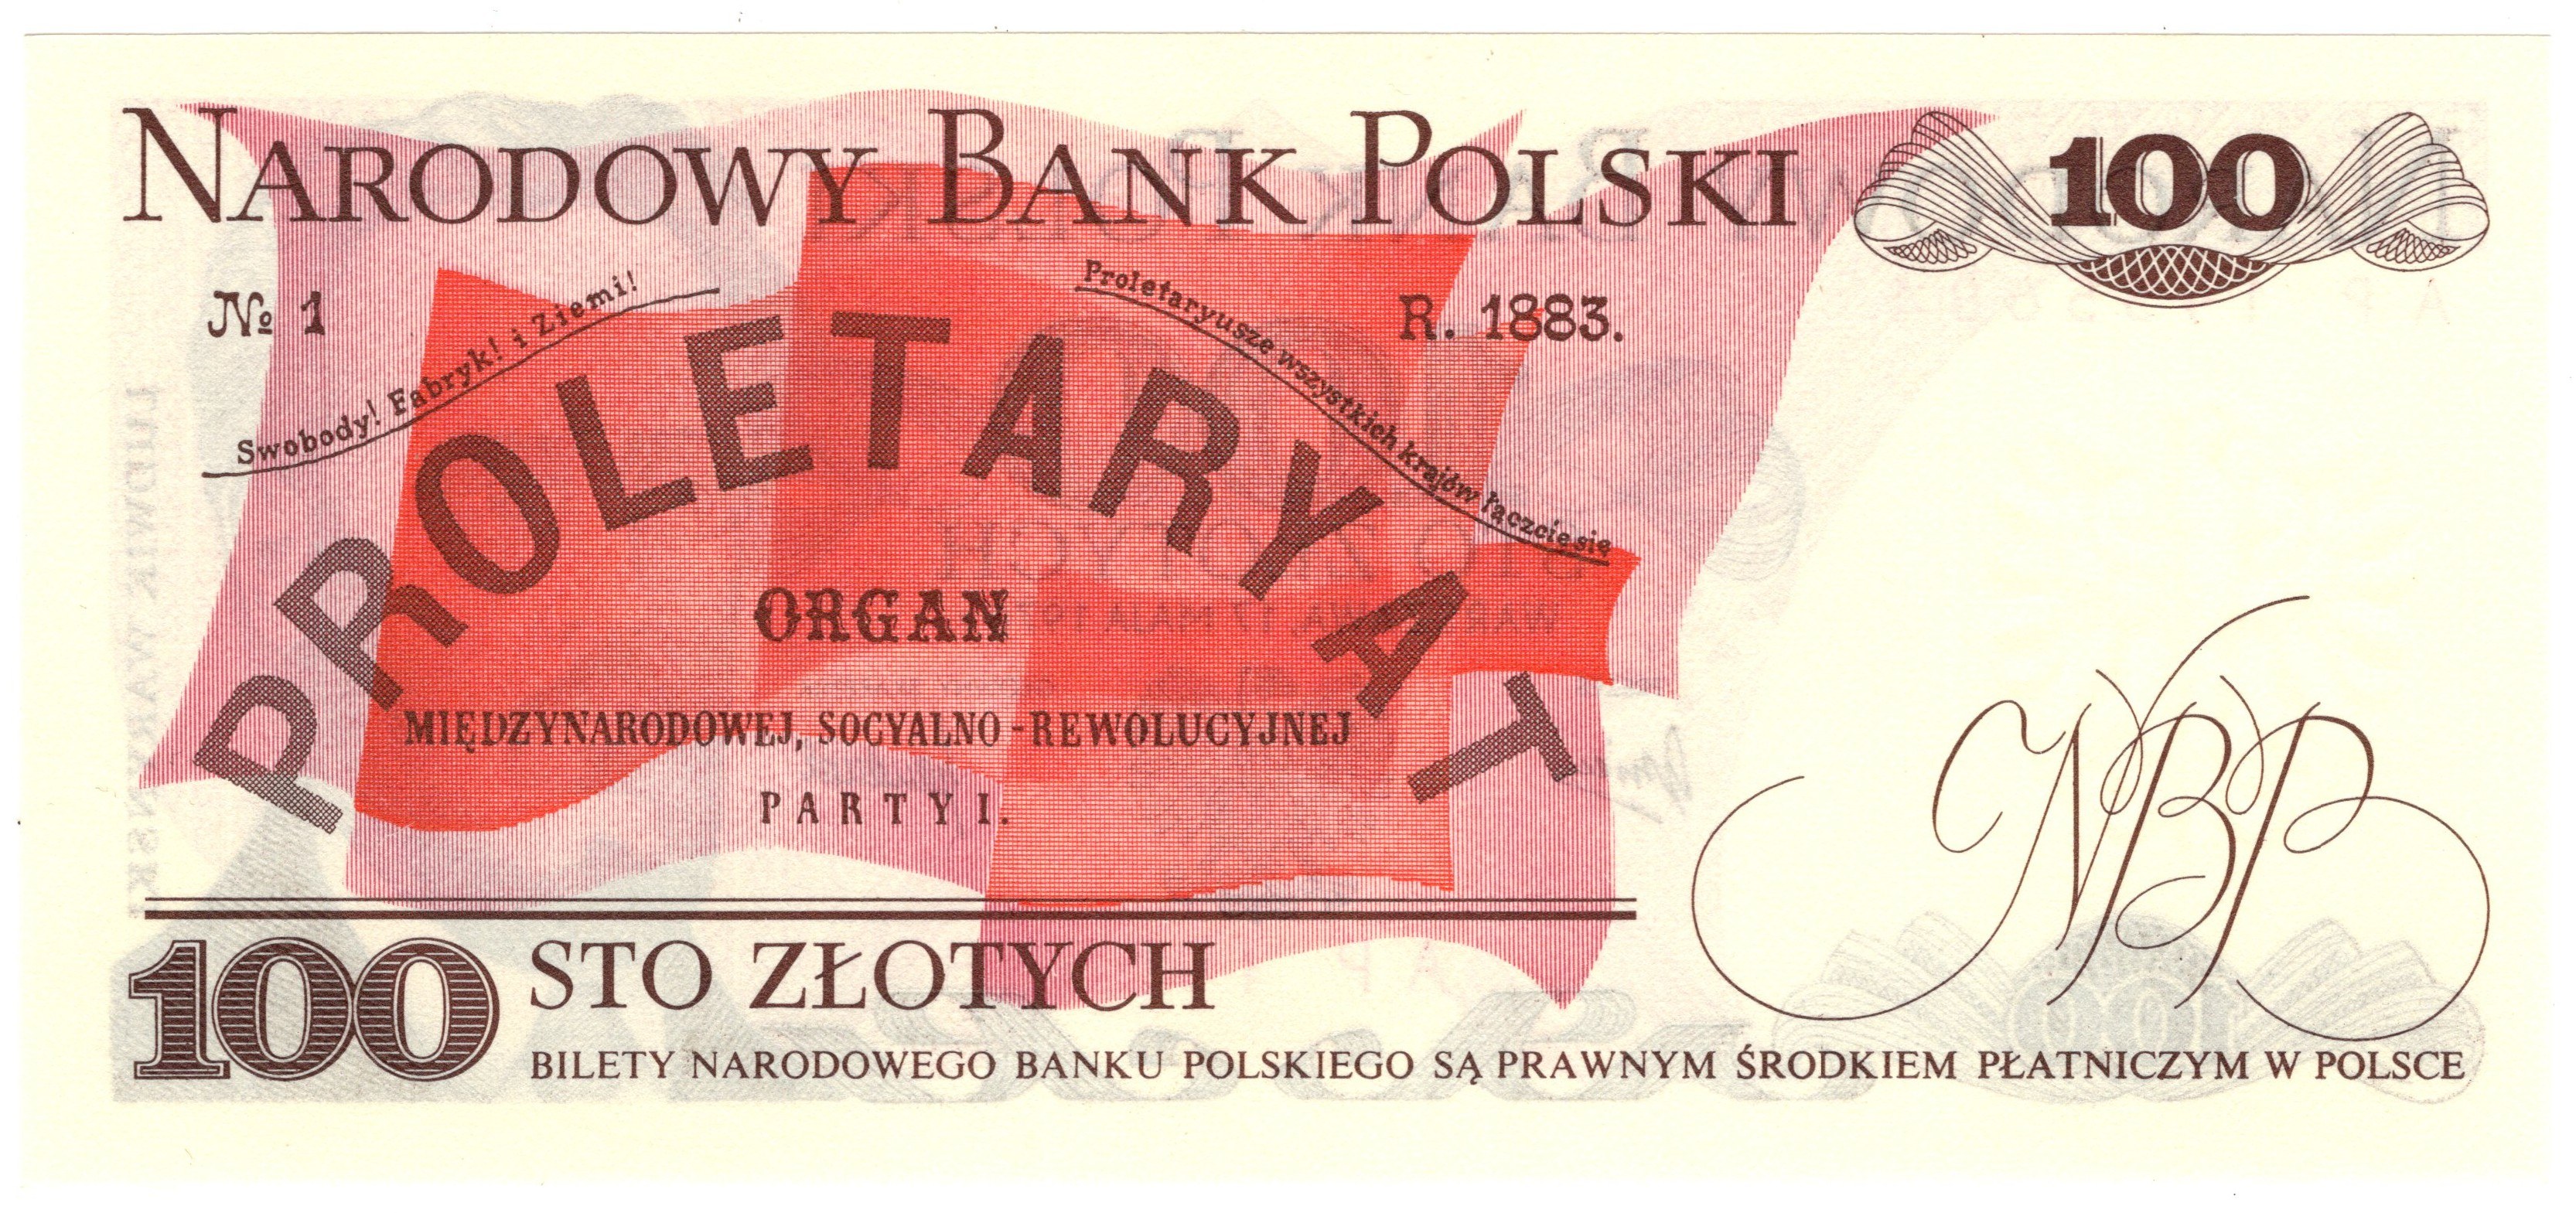 NARODOWY BANK POLSKI
100
№ 1
Swobody! Fabryk! i Ziemi!
Proletaryusze wszystkich krajów łączcie się
R. 1883.
PROLETARYAT
ORGAN
MIĘDZYNARODOWEJ, SOCYALNO-REWOLUCYJNEJ
PARTYI.
NBP
100 STO ZŁOTYCH
BILETY NARODOWEGO BANKU POLSKIEGO SĄ PRAWNYM ŚRODKIEM PŁATNICZYM W POLSCE